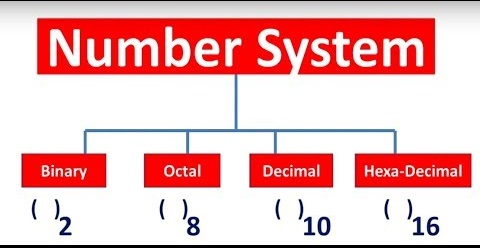 Number System
Binary Octal Decimal Hexa-Decimal
( )2 ( )8 ( )10 ( )16